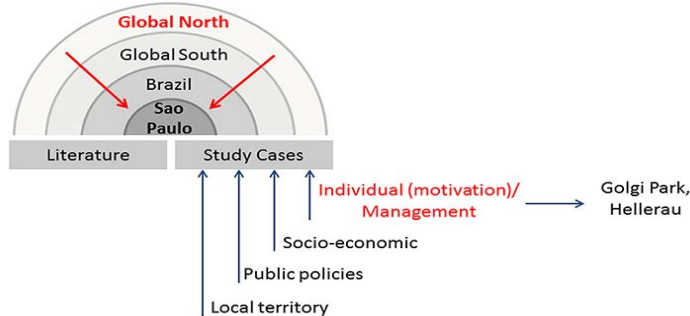 Global North
Global South
Brazil
Sao
Paulo
Literature
Study Cases
Individual (motivation)/
Management
Golgi Park,
Hellerau
Socio-economic
Public policies
Local territory